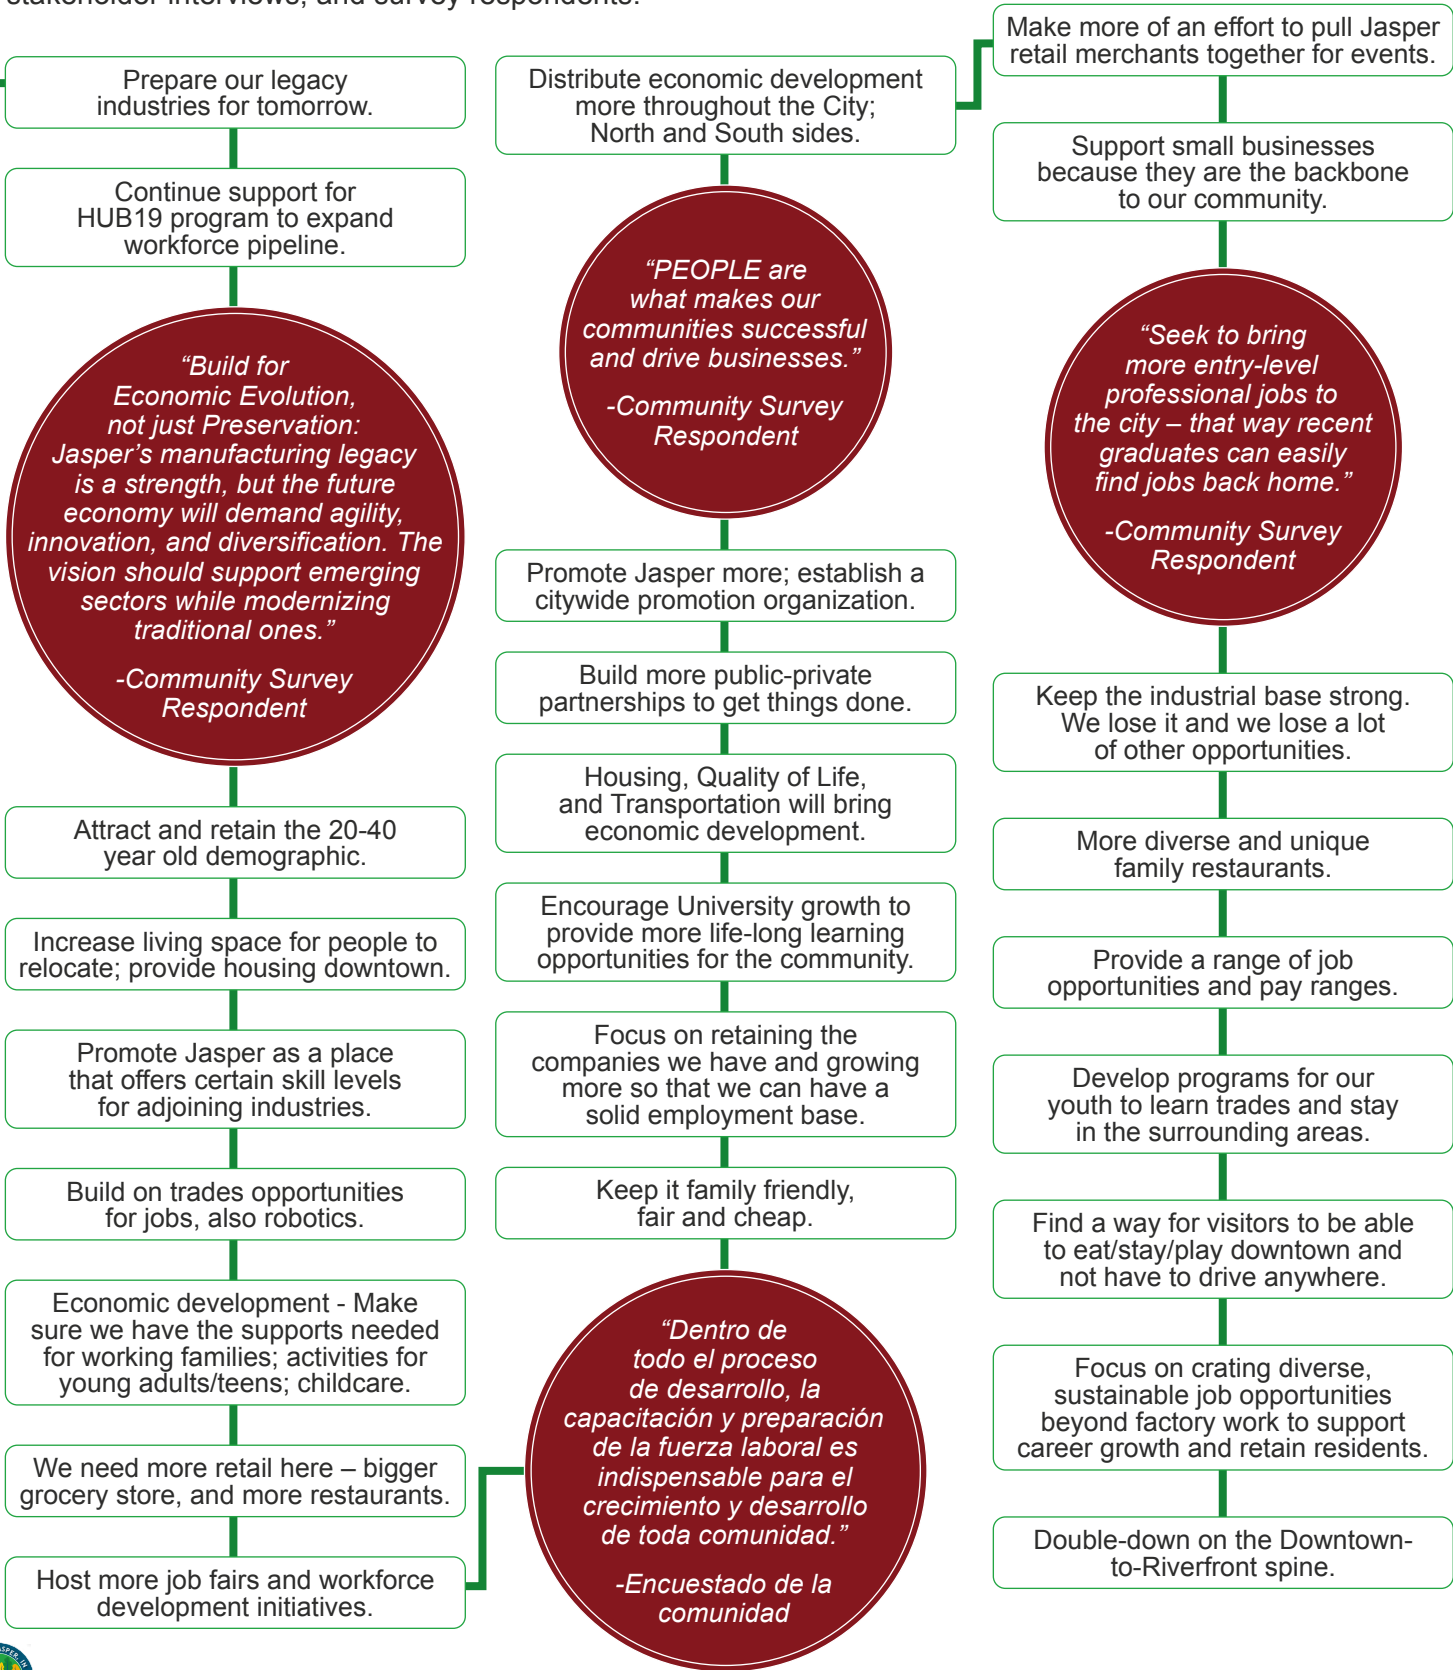 stakeholder interviews, and survey respondents.
Prepare our legacy
industries for tomorrow.
Continue support for
HUB19 program to expand
workforce pipeline.
“Build for
Economic Evolution,
not just Preservation:
Jasper’s manufacturing legacy
is a strength, but the future
economy will demand agility,
innovation, and diversification. The
vision should support emerging
sectors while modernizing
traditional ones.”
-Community Survey
Respondent
Attract and retain the 20-40
year old demographic.
Increase living space for people to
relocate; provide housing downtown.
Promote Jasper as a place
that offers certain skill levels
for adjoining industries.
Build on trades opportunities
for jobs, also robotics.
Economic development - Make
sure we have the supports needed
for working families; activities for
young adults/teens; childcare.
We need more retail here – bigger
grocery store, and more restaurants.
Host more job fairs and workforce
development initiatives.
Distribute economic development
more throughout the City;
North and South sides.
“PEOPLE are
what makes our
communities successful
and drive businesses.”
-Community Survey
Respondent
Promote Jasper more; establish a
citywide promotion organization.
Build more public-private
partnerships to get things done.
Housing, Quality of Life,
and Transportation will bring
economic development.
Encourage University growth to
provide more life-long learning
opportunities for the community.
Focus on retaining the
companies we have and growing
more so that we can have a
solid employment base.
Keep it family friendly,
fair and cheap.
“Dentro de
todo el proceso
de desarrollo, la
capacitación y preparación
de la fuerza laboral es
indispensable para el
crecimiento y desarrollo
de toda comunidad.”
-Encuestado de la
comunidad
Make more of an effort to pull Jasper
retail merchants together for events.
Support small businesses
because they are the backbone
to our community.
“Seek to bring
more entry-level
professional jobs to
the city – that way recent
graduates can easily
find jobs back home.”
-Community Survey
Respondent
Keep the industrial base strong.
We lose it and we lose a lot
of other opportunities.
More diverse and unique
family restaurants.
Provide a range of job
opportunities and pay ranges.
Develop programs for our
youth to learn trades and stay
in the surrounding areas.
Find a way for visitors to be able
to eat/stay/play downtown and
not have to drive anywhere.
Focus on crating diverse,
sustainable job opportunities
beyond factory work to support
career growth and retain residents.
Double-down on the Downtown-
to-Riverfront spine.